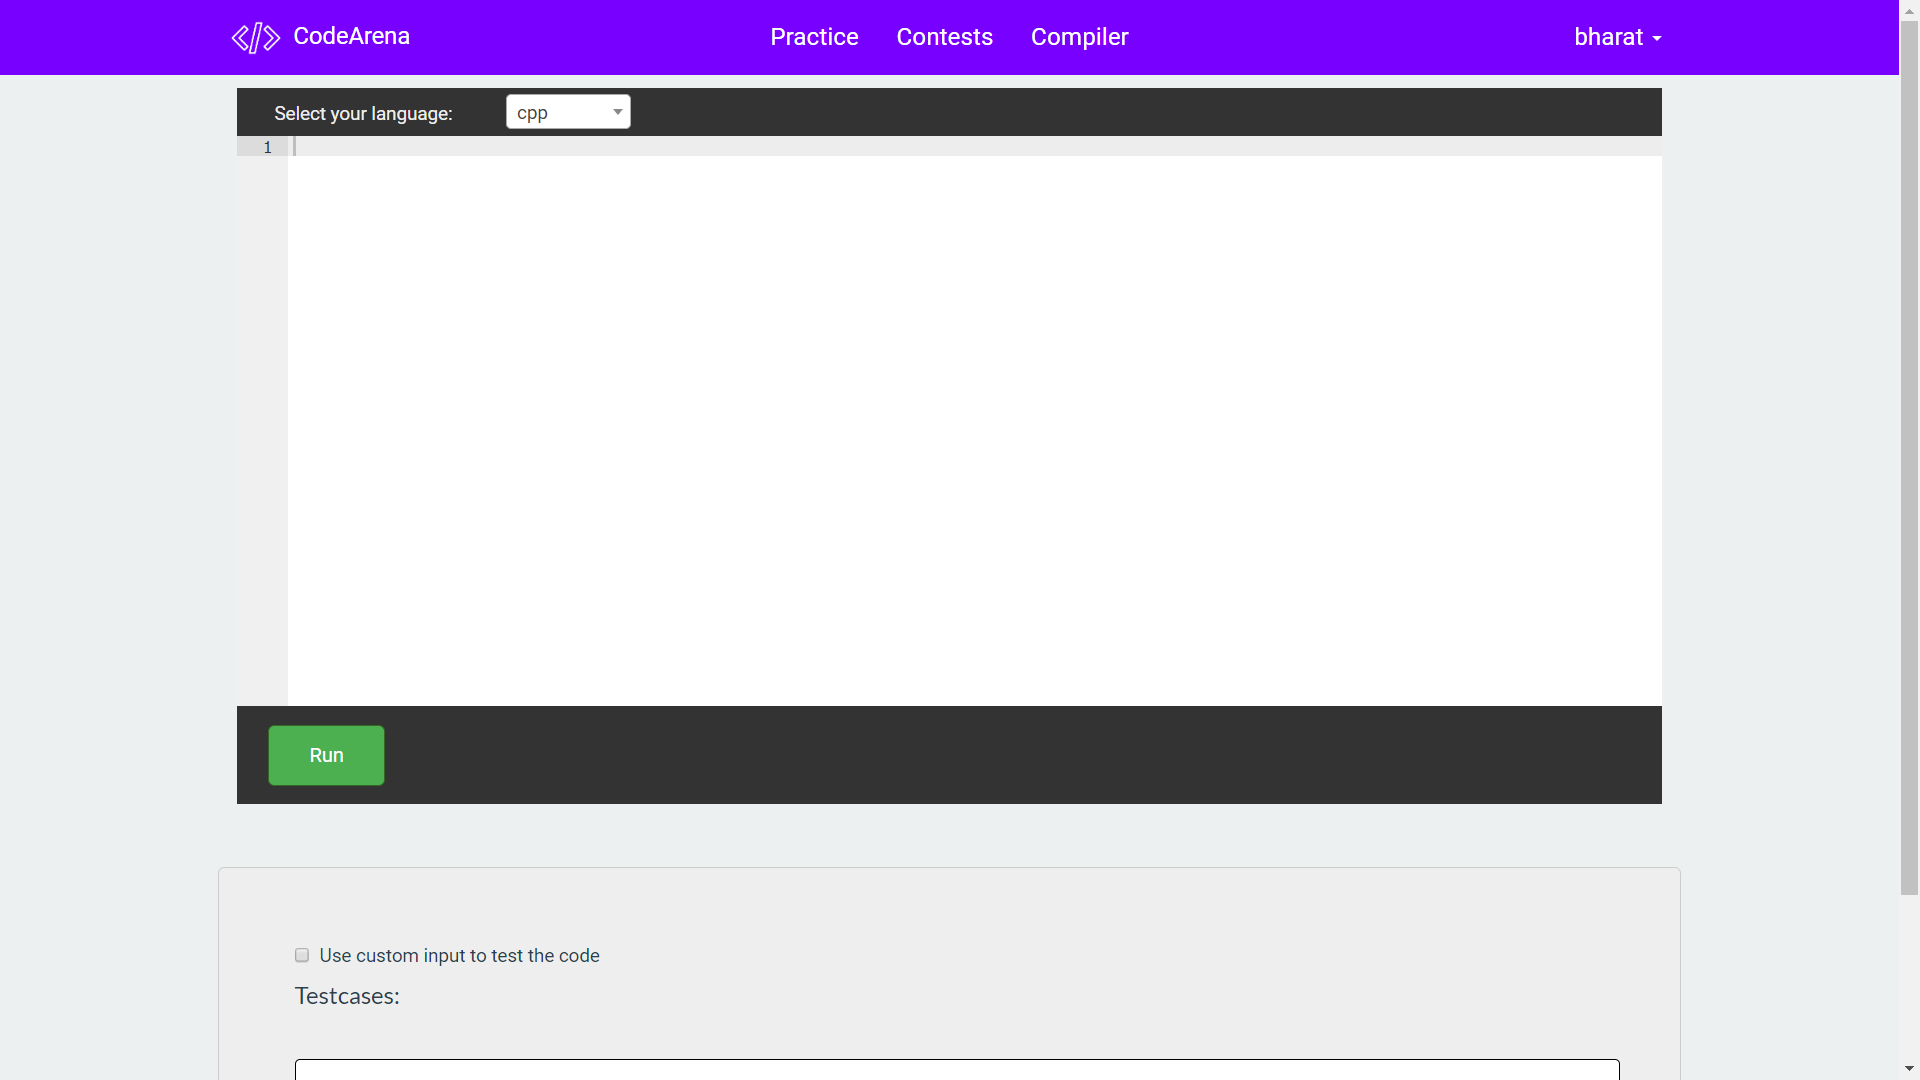 </> CodeArena
Practice Contests Compiler
bharat
Select your language: cpp
1
Run
Use custom input to test the code
Testcases: